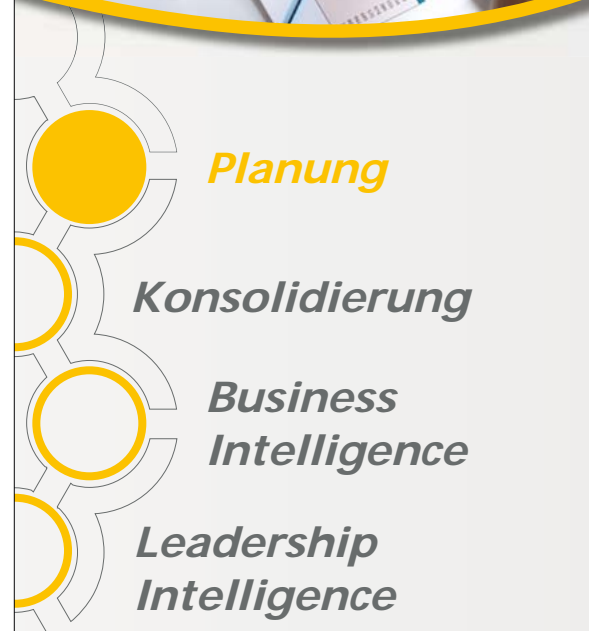 Planung
Konsolidierung
Business
Intelligence
Leadership
Intelligence